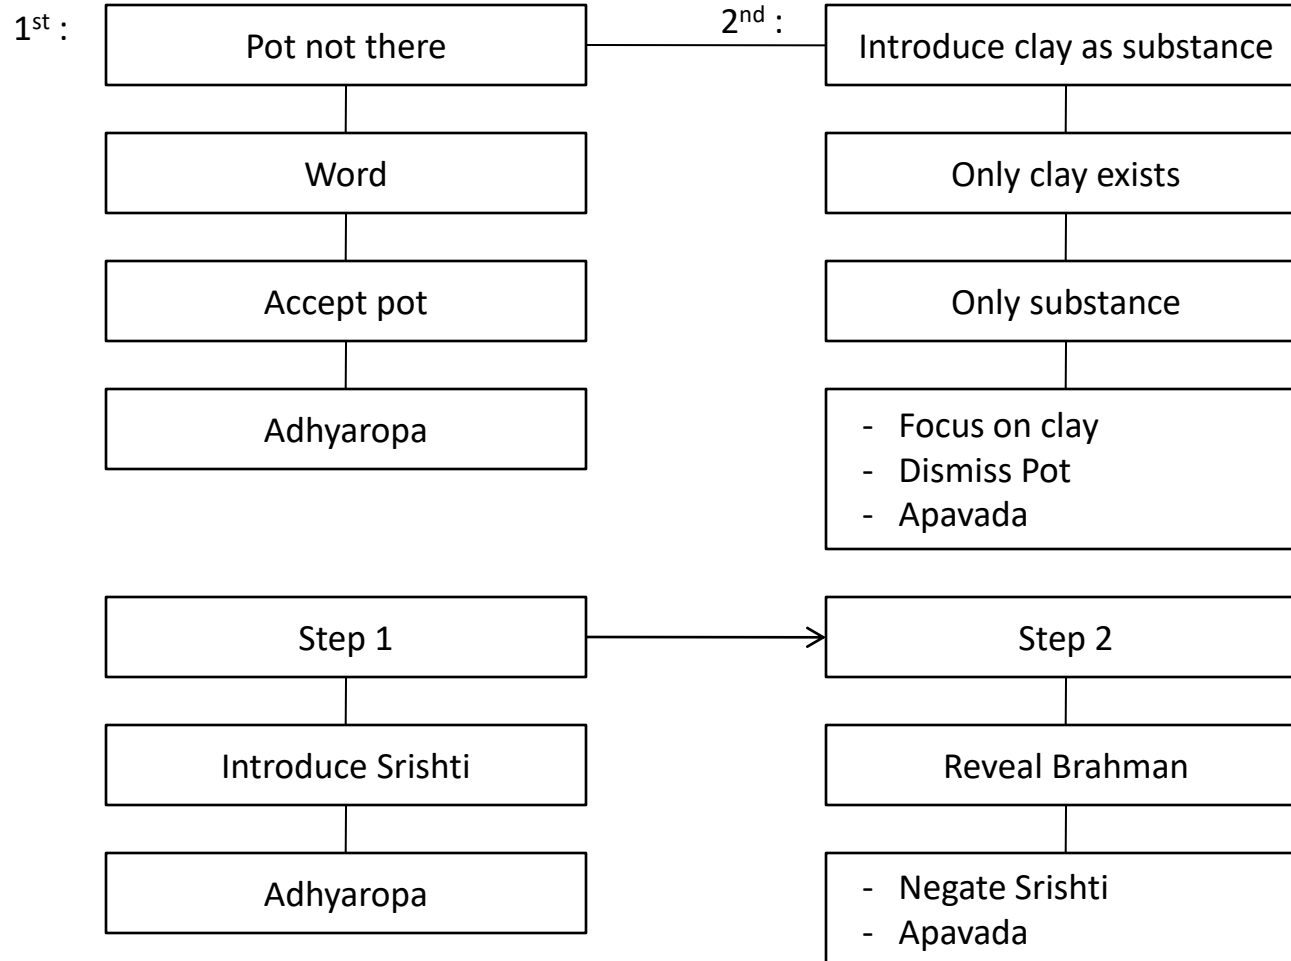 1st :
Pot not there
Word
Accept pot
Adhyaropa
2nd :
Introduce clay as substance
Only clay exists
Only substance
- Focus on clay
- Dismiss Pot
- Apavada
Step 1
Introduce Srishti
Adhyaropa
Step 2
Reveal Brahman
- Negate Srishti
- Apavada